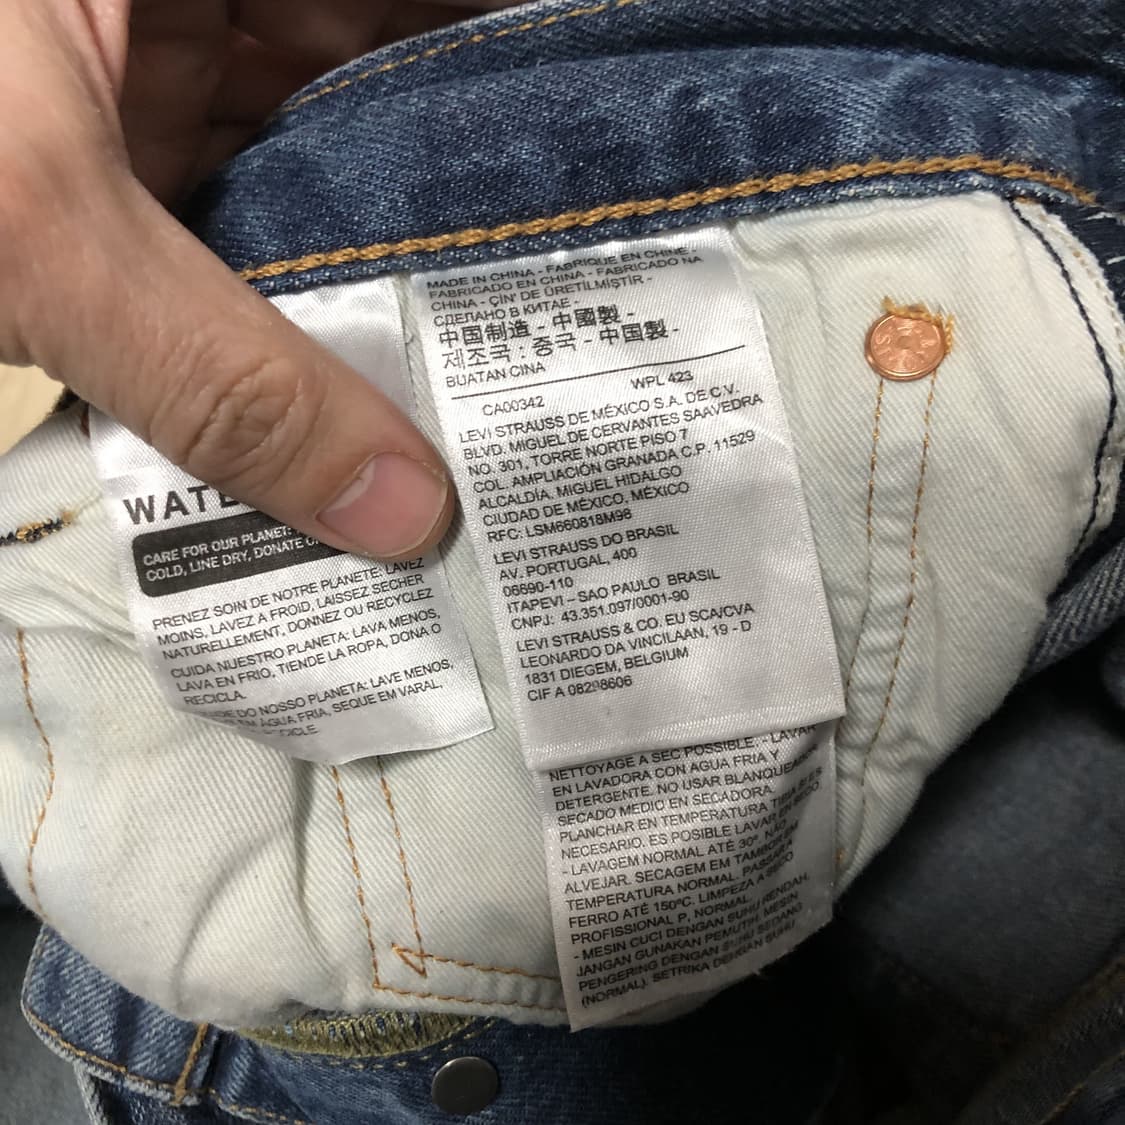 MADE IN CHINA - FABRIQUE EN CHINE -
FABRICADO EN CHINA - FABRICADO NA
CHINA - ÇİN' DE ÜRETİLMİŞTİR -
СДЕЛАНО В КИТАЕ -
中国制造 - 中國製 -
제조국 : 중국 - 中国製 -
BUATAN CINA
CA00342 WPL 423
LEVI STRAUSS DE MÉXICO S.A. DE C.V.
BLVD. MIGUEL DE CERVANTES SAAVEDRA
NO. 301, TORRE NORTE PISO 7
COL. AMPLIACIÓN GRANADA C.P. 11529
ALCALDÍA, MIGUEL HIDALGO
CIUDAD DE MÉXICO, MÉXICO
RFC: LSM660818M98
LEVI STRAUSS DO BRASIL
AV. PORTUGAL, 400
06690-110
ITAPEVI – SAO PAULO BRASIL
CNPJ: 43.351.097/0001-90
LEVI STRAUSS & CO. EU SCA/CVA
LEONARDO DA VINCILAAN, 19 - D
1831 DIEGEM, BELGIUM
CIF A 08298606
WATE
CARE FOR OUR PLANET:
COLD, LINE DRY, DONATE O
PRENEZ SOIN DE NOTRE PLANETE: LAVEZ
MOINS, LAVEZ A FROID, LAISSEZ SECHER
NATURELLEMENT, DONNEZ OU RECYCLEZ
CUIDA NUESTRO PLANETA: LAVA MENOS,
LAVA EN FRIO, TIENDE LA ROPA, DONA O
RECICLA.
DE DO NOSSO PLANETA: LAVE MENOS,
EM AGUA FRIA, SEQUE EM VARAL,
ICLE
NETTOYAGE A SEC POSSIBLE. - LAVAR
EN LAVADORA CON AGUA FRIA Y
DETERGENTE. NO USAR BLANQUEADOR
SECADO MEDIO EN SECADORA.
PLANCHAR EN TEMPERATURA TIBIA SI ES
NECESARIO. ES POSSIBLE LAVAR EN SECO
- LAVAGEM NORMAL ATÉ 30º. NÃO
ALVEJAR. SECAGEM EM TAMBOR EM
TEMPERATURA NORMAL. PASSAR A
FERRO ATÉ 150ºC. LIMPEZA A SECO
PROFISSIONAL P, NORMAL.
- MESIN CUCI DENGAN SUHU RENDAH.
JANGAN GUNAKAN PEMUTIH. MESIN
PENGERING DENGAN SUHU SEDANG
(NORMAL). SETRIKA DENGAN SUHU